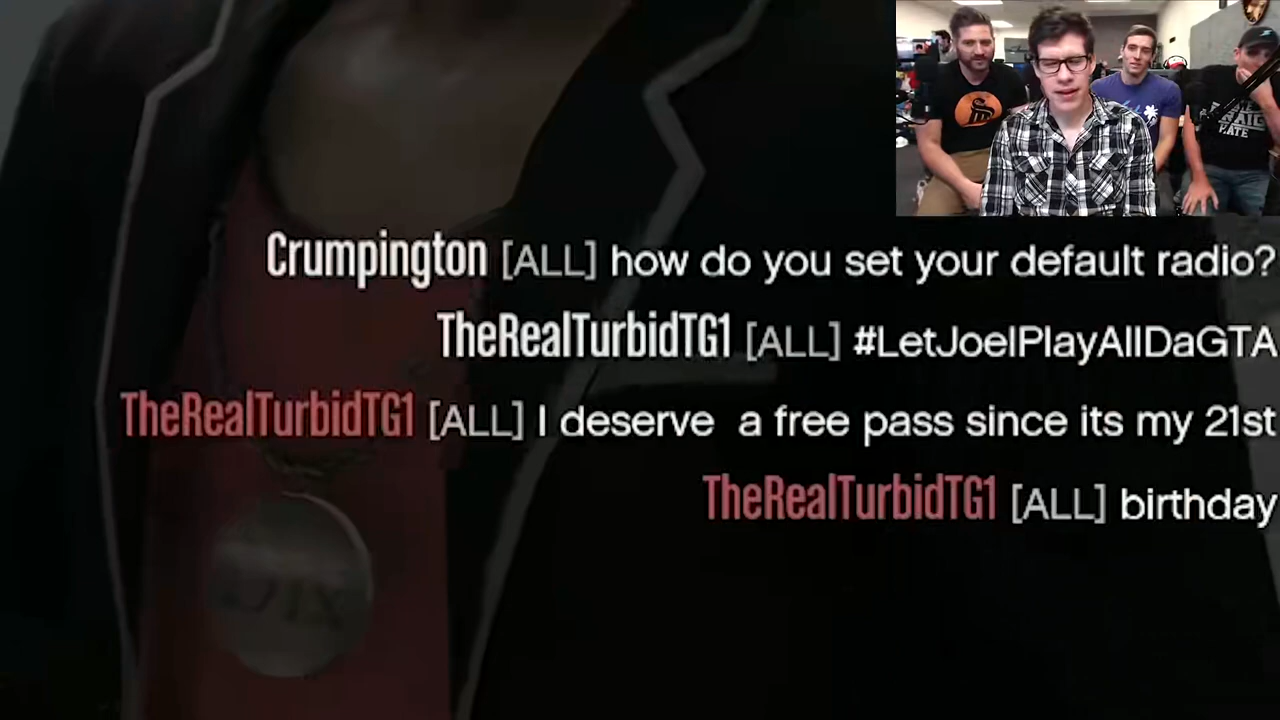 Crumpington [ALL] how do you set your default radio?
TheRealTurbidTG1 [ALL] #LetJoelPlayAllDaGTA
TheRealTurbidTG1 [ALL] I deserve  a free pass since its my 21st
TheRealTurbidTG1 [ALL] birthday